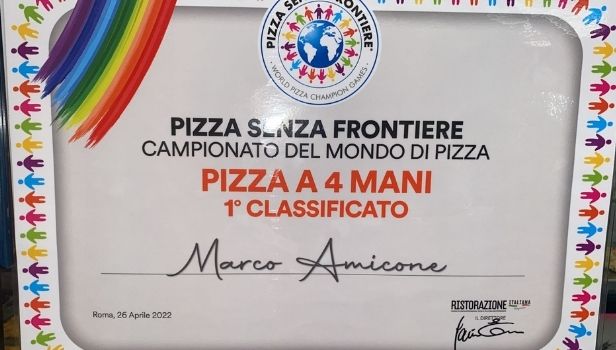 PIZZA SENZA FRONTIERE®
• WORLD PIZZA CHAMPION GAMES •
PIZZA SENZA FRONTIERE
CAMPIONATO DEL MONDO DI PIZZA
PIZZA A 4 MANI
1° CLASSIFICATO
Marco Amicone
Roma, 26 Aprile 2022
RISTORAZIONE ITALIANA
IL DIRETTORE